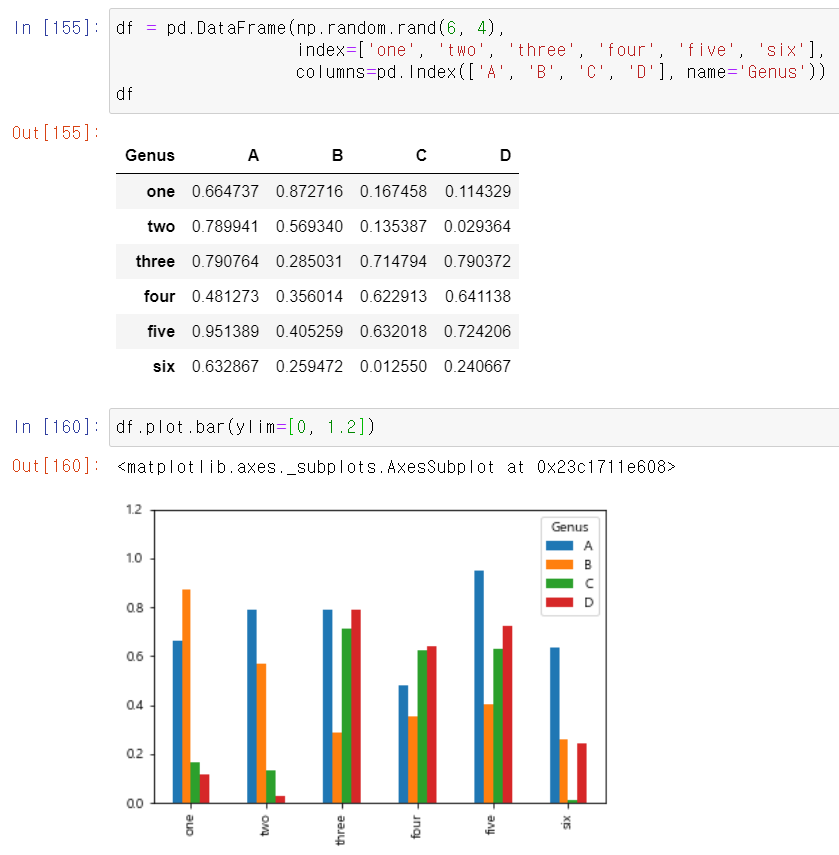 In [155]: df = pd.DataFrame(np.random.rand(6, 4),
index=['one', 'two', 'three', 'four', 'five', 'six'],
columns=pd.Index(['A', 'B', 'C', 'D'], name='Genus'))
df
Out[155]:
Genus A B C D
one 0.664737 0.872716 0.167458 0.114329
two 0.789941 0.569340 0.135387 0.029364
three 0.790764 0.285031 0.714794 0.790372
four 0.481273 0.356014 0.622913 0.641138
five 0.951389 0.405259 0.632018 0.724206
six 0.632867 0.259472 0.012550 0.240667
In [160]: df.plot.bar(ylim=[0, 1.2])
Out[160]: <matplotlib.axes._subplots.AxesSubplot at 0x23c1711e608>
1.2
1.0
0.8
0.6
0.4
0.2
0.0
Genus
A
B
C
D
one two three four five six